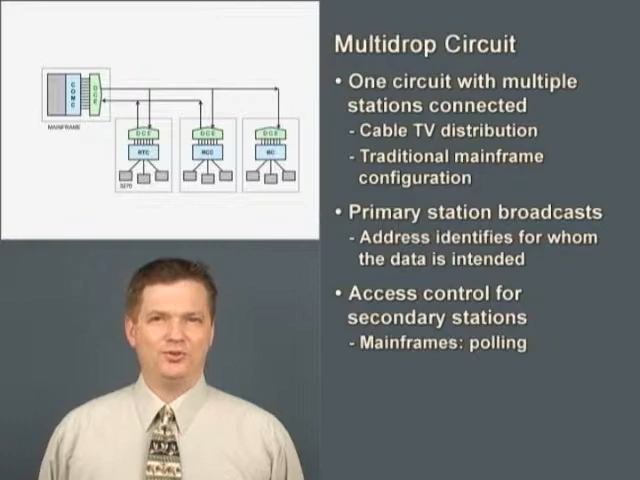 Multidrop Circuit
• One circuit with multiple
stations connected
- Cable TV distribution
- Traditional mainframe
configuration
• Primary station broadcasts
- Address identifies for whom
the data is intended
• Access control for
secondary stations
- Mainframes: polling
MAINFRAME
DCE
DCE
DCE
DCE
3270